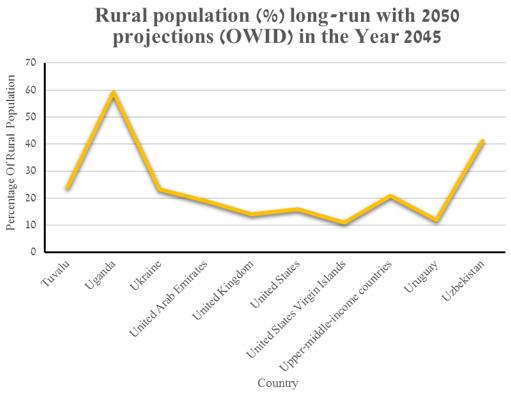 Rural population (%) long-run with 2050
projections (OWID) in the Year 2045
Percentage Of Rural Population
70
60
50
40
30
20
10
0
Tuvalu
Uganda
Ukraine
United Arab Emirates
United Kingdom
United States
United States Virgin Islands
Upper-middle-income countries
Uruguay
Uzbekistan
Country